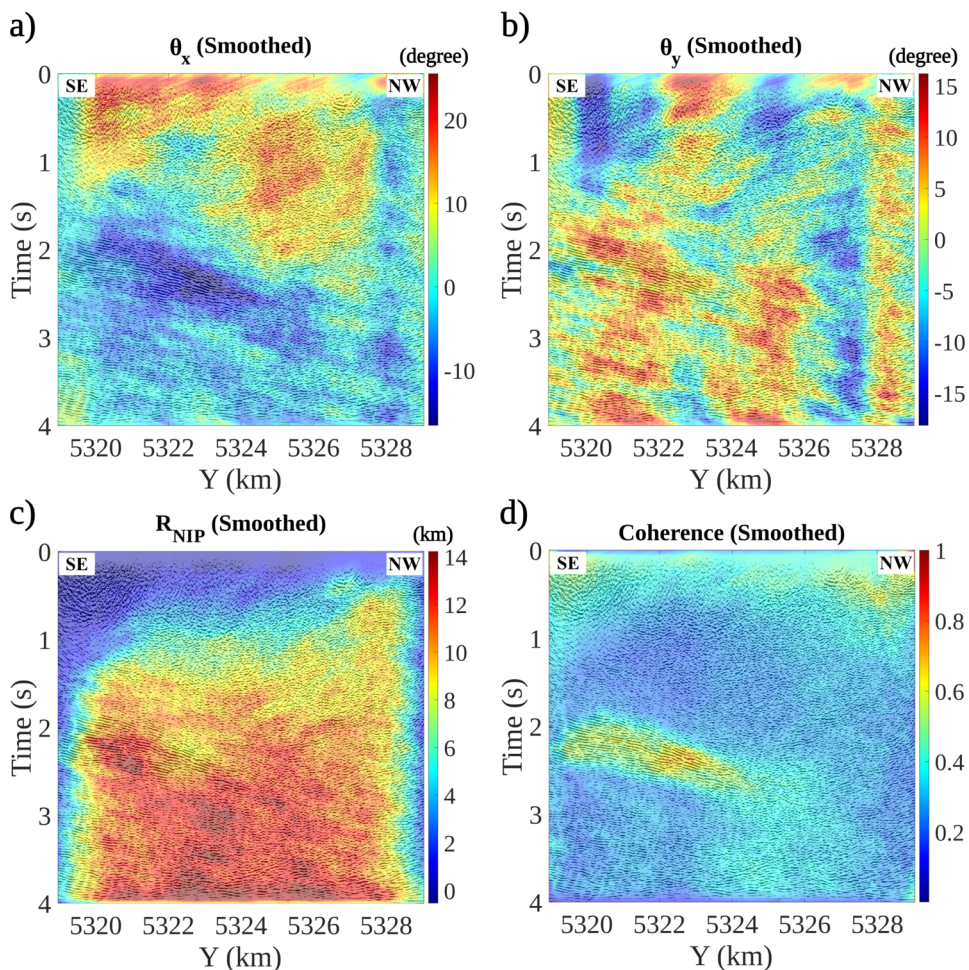 a)
θx (Smoothed)
(degree)
SE
NW
0
1
2
3
4
Time (s)
5320 5322 5324 5326 5328
Y (km)
20
10
0
-10
b)
θy (Smoothed)
(degree)
SE
NW
0
1
2
3
4
Time (s)
5320 5322 5324 5326 5328
Y (km)
15
10
5
0
-5
-10
-15
c)
RNIP (Smoothed)
(km)
SE
NW
0
1
2
3
4
Time (s)
5320 5322 5324 5326 5328
Y (km)
14
12
10
8
6
4
2
0
d)
Coherence (Smoothed)
SE
NW
0
1
2
3
4
Time (s)
5320 5322 5324 5326 5328
Y (km)
1
0.8
0.6
0.4
0.2